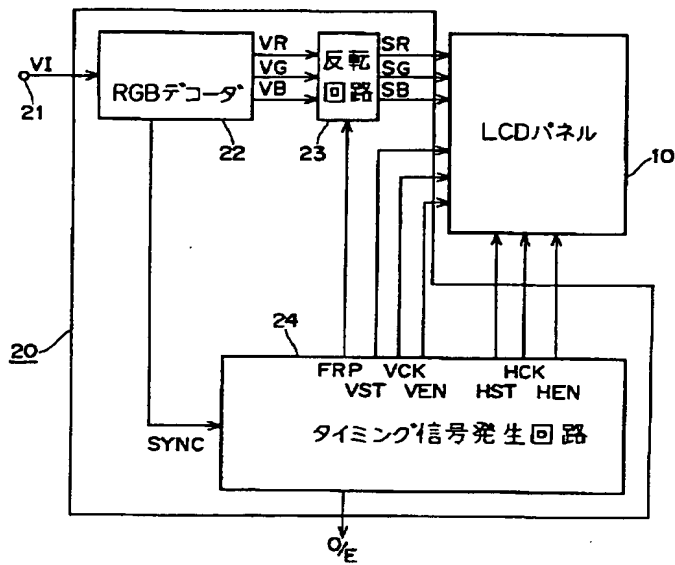 VI
21
RGBデコーダ
22
VR
VG
VB
反転
回路
23
SR
SG
SB
LCDパネル
10
20
24
FRP
VST
VCK
VEN
HST
HCK
HEN
SYNC
タイミング信号発生回路
O/E